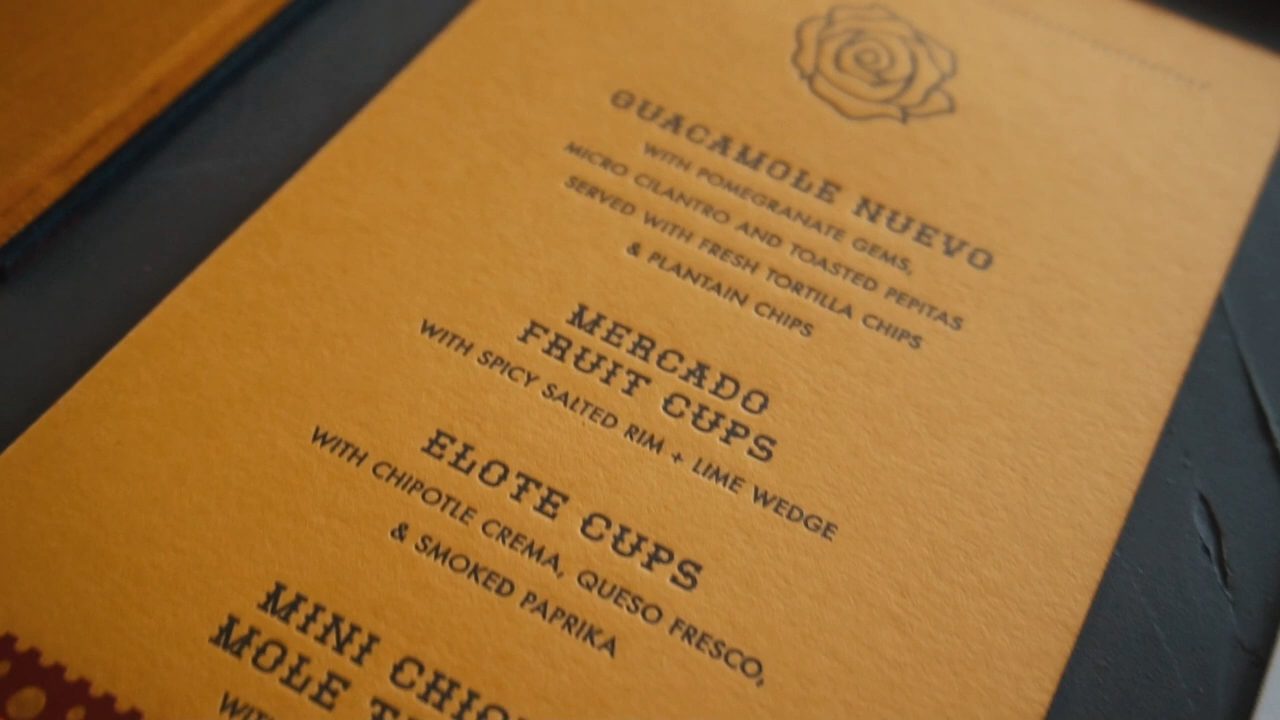 GUACAMOLE NUEVO
WITH POMEGRANATE GEMS,
MICRO CILANTRO AND TOASTED PEPITAS
SERVED WITH FRESH TORTILLA CHIPS
& PLANTAIN CHIPS
MERCADO
FRUIT CUPS
WITH SPICY SALTED RIM + LIME WEDGE
ELOTE CUPS
WITH CHIPOTLE CREMA, QUESO FRESCO,
& SMOKED PAPRIKA
MINI
MOLE